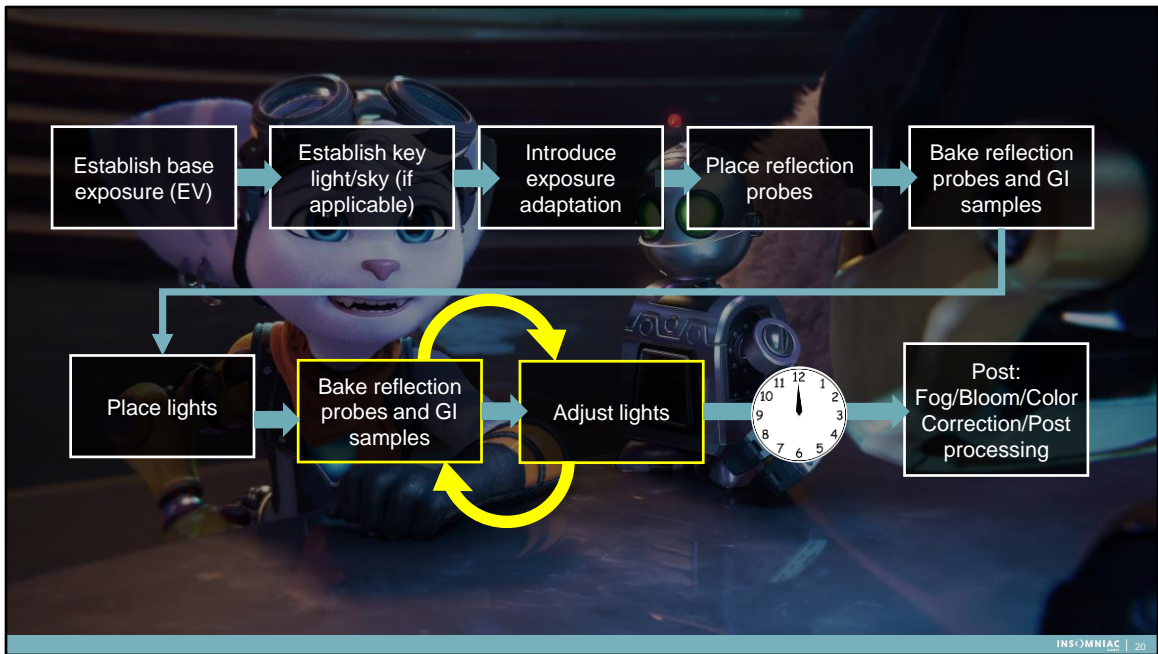 Establish base
exposure (EV)
Establish key
light/sky (if
applicable)
Introduce
exposure
adaptation
Place reflection
probes
Bake reflection
probes and GI
samples
Place lights
Bake reflection
probes and GI
samples
Adjust lights
12
1
2
3
4
5
6
7
8
9
10
11
Post:
Fog/Bloom/Color
Correction/Post
processing
INSOMNIAC GAMES | 20